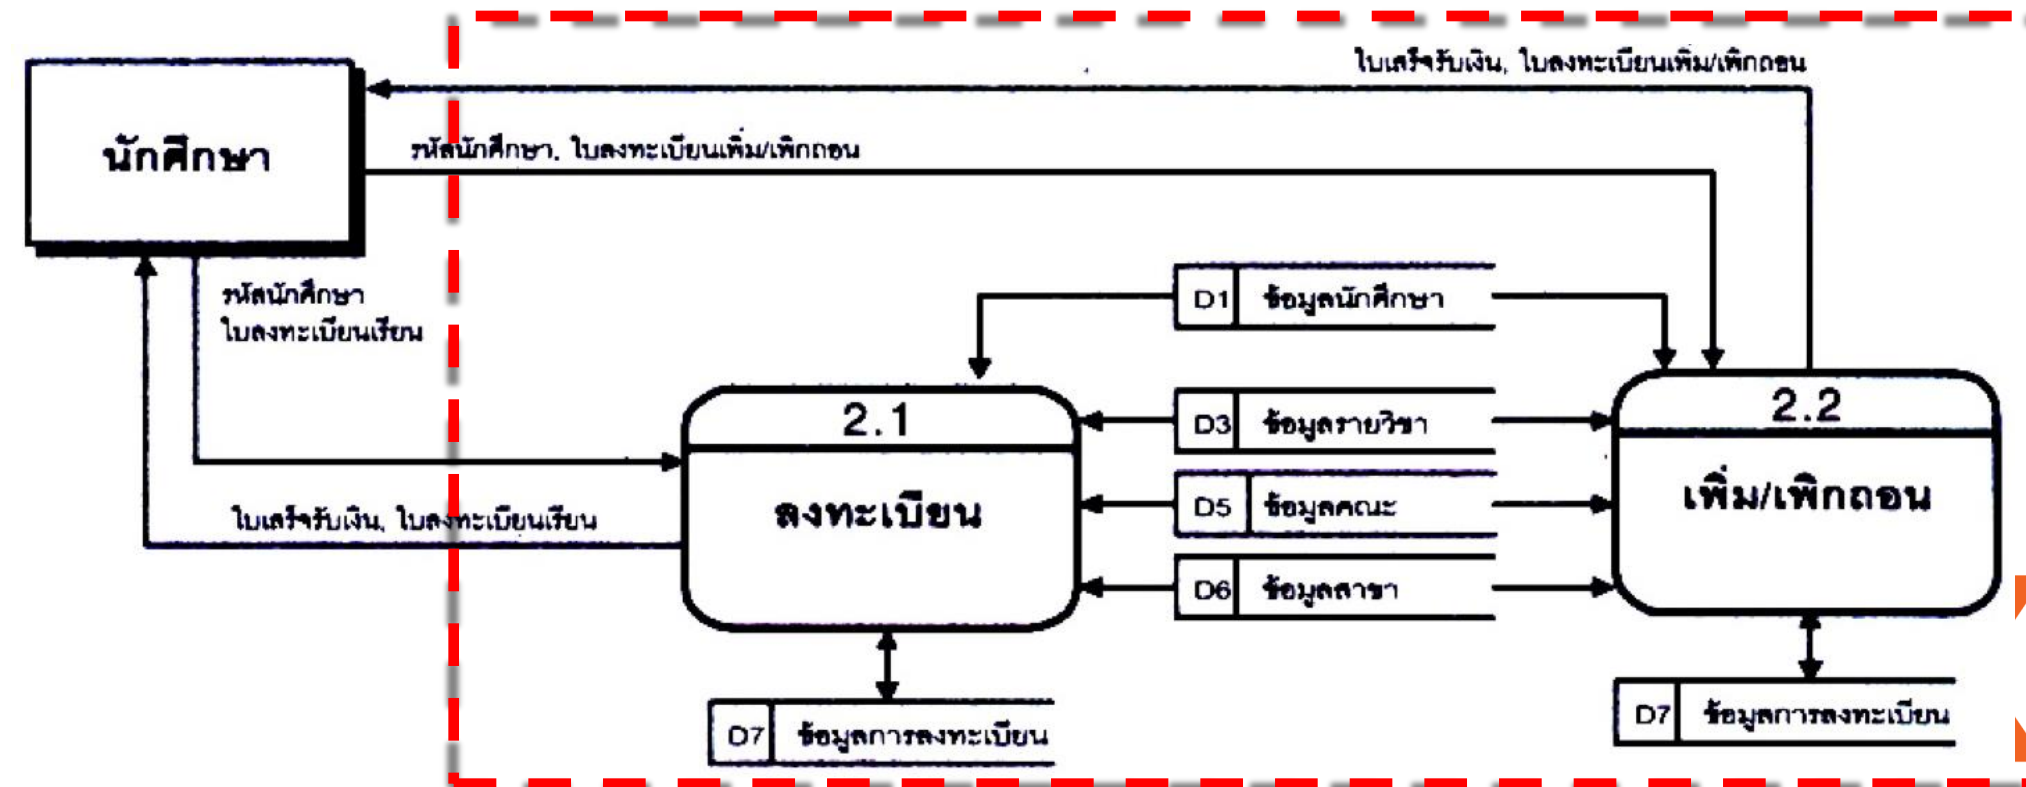 ใบเสร็จรับเงิน, ใบลงทะเบียนเพิ่ม/เพิกถอน
นักศึกษา
รหัสนักศึกษา, ใบลงทะเบียนเพิ่ม/เพิกถอน
รหัสนักศึกษา
ใบลงทะเบียนเรียน
D1 ข้อมูลนักศึกษา
2.1
ลงทะเบียน
D3 ข้อมูลรายวิชา
2.2
เพิ่ม/เพิกถอน
D5 ข้อมูลคณะ
ใบเสร็จรับเงิน, ใบลงทะเบียนเรียน
D6 ข้อมูลสาขา
D7 ข้อมูลการลงทะเบียน
D7 ข้อมูลการลงทะเบียน